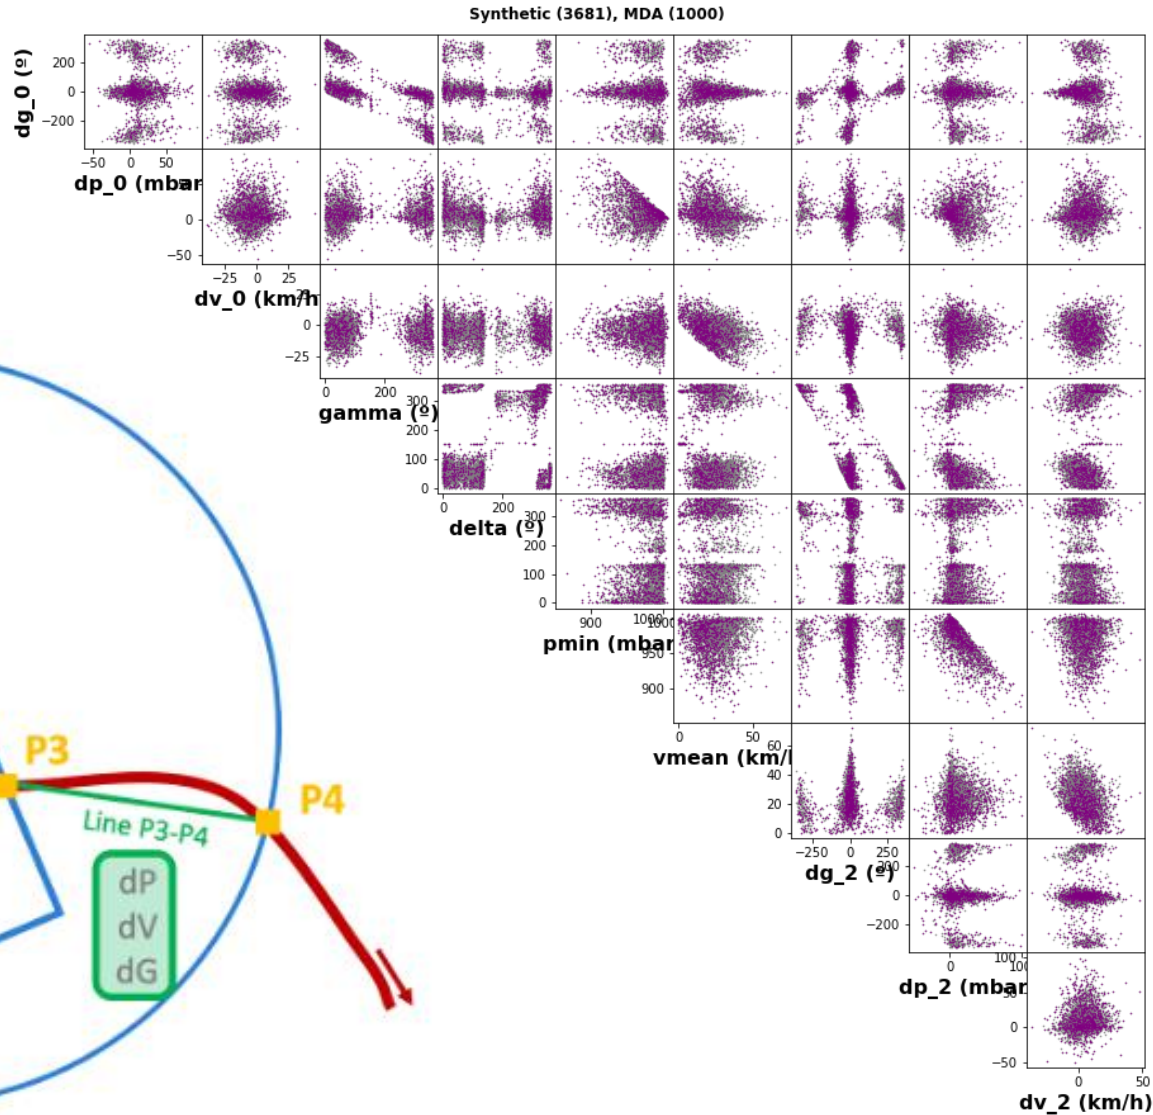 Synthetic (3681), MDA (1000)
dg_0 (º)
200
0
−200
−50 0 50
dp_0 (mbar
0
−50
−25 0 25
dv_0 (km/h
0
−25
0 200
gamma (º)
300
200
100
0
0 200
delta (º)
300
200
100
0
900 1000
pmin (mbar
1000
950
900
0 50
vmean (km/h
60
40
20
0
−250 0 250
dg_2 (º)
0
−200
0 100
dp_2 (mbar
0
−50
0 50
dv_2 (km/h)
P3
P4
Line P3-P4
dP
dV
dG